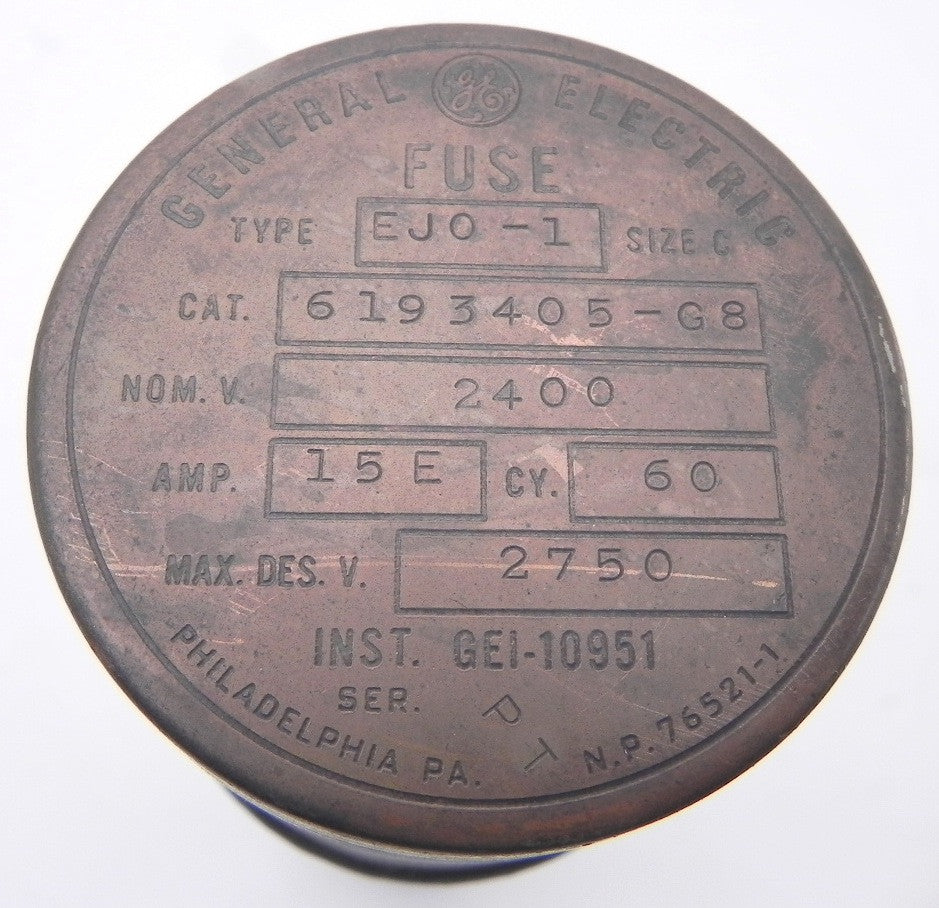 GENERAL GE ELECTRIC
FUSE
TYPE EJO-1 SIZE C
CAT. 6193405-G8
NOM. V. 2400
AMP. 15E CY. 60
MAX. DES. V. 2750
INST. GEI-10951
SER. P T
PHILADELPHIA PA. N.P. 76521-1